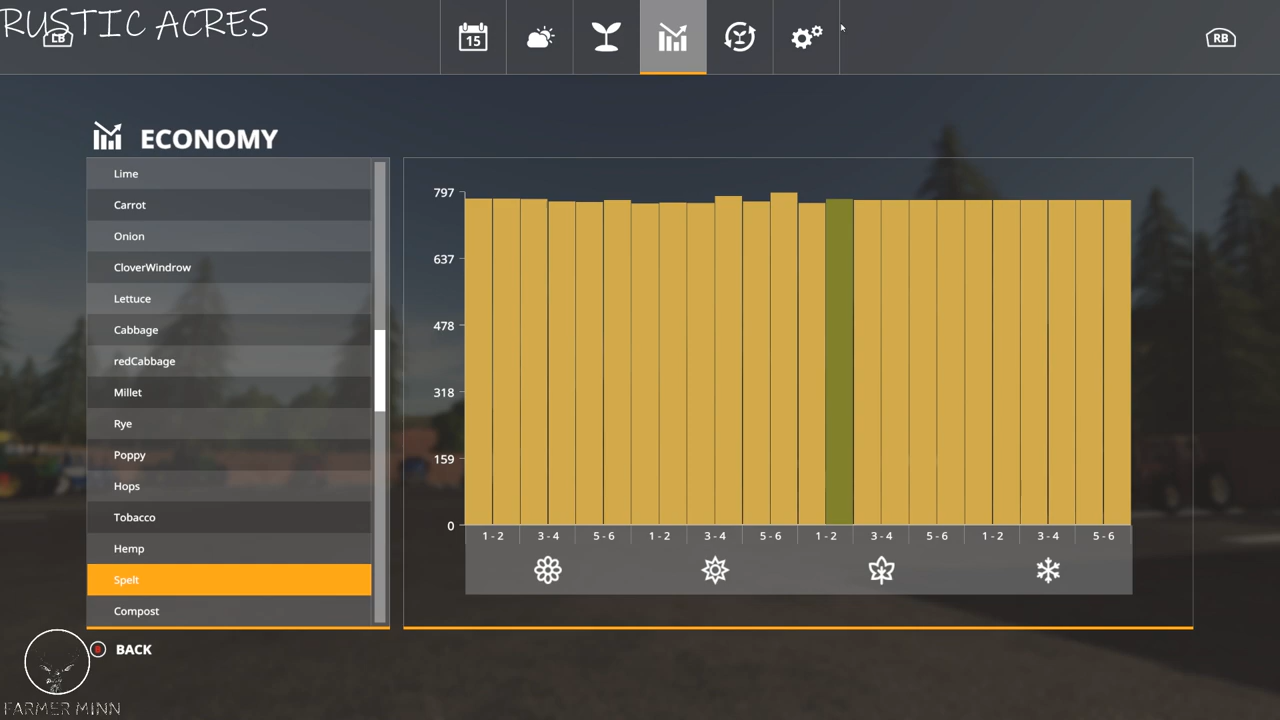 RUSTIC ACRES
LB
15
RB
ECONOMY
Lime
Carrot
Onion
CloverWindrow
Lettuce
Cabbage
redCabbage
Millet
Rye
Poppy
Hops
Tobacco
Hemp
Spelt
Compost
797
637
478
318
159
0
1 - 2 3 - 4 5 - 6 1 - 2 3 - 4 5 - 6 1 - 2 3 - 4 5 - 6 1 - 2 3 - 4 5 - 6
B BACK
FARMER MINN